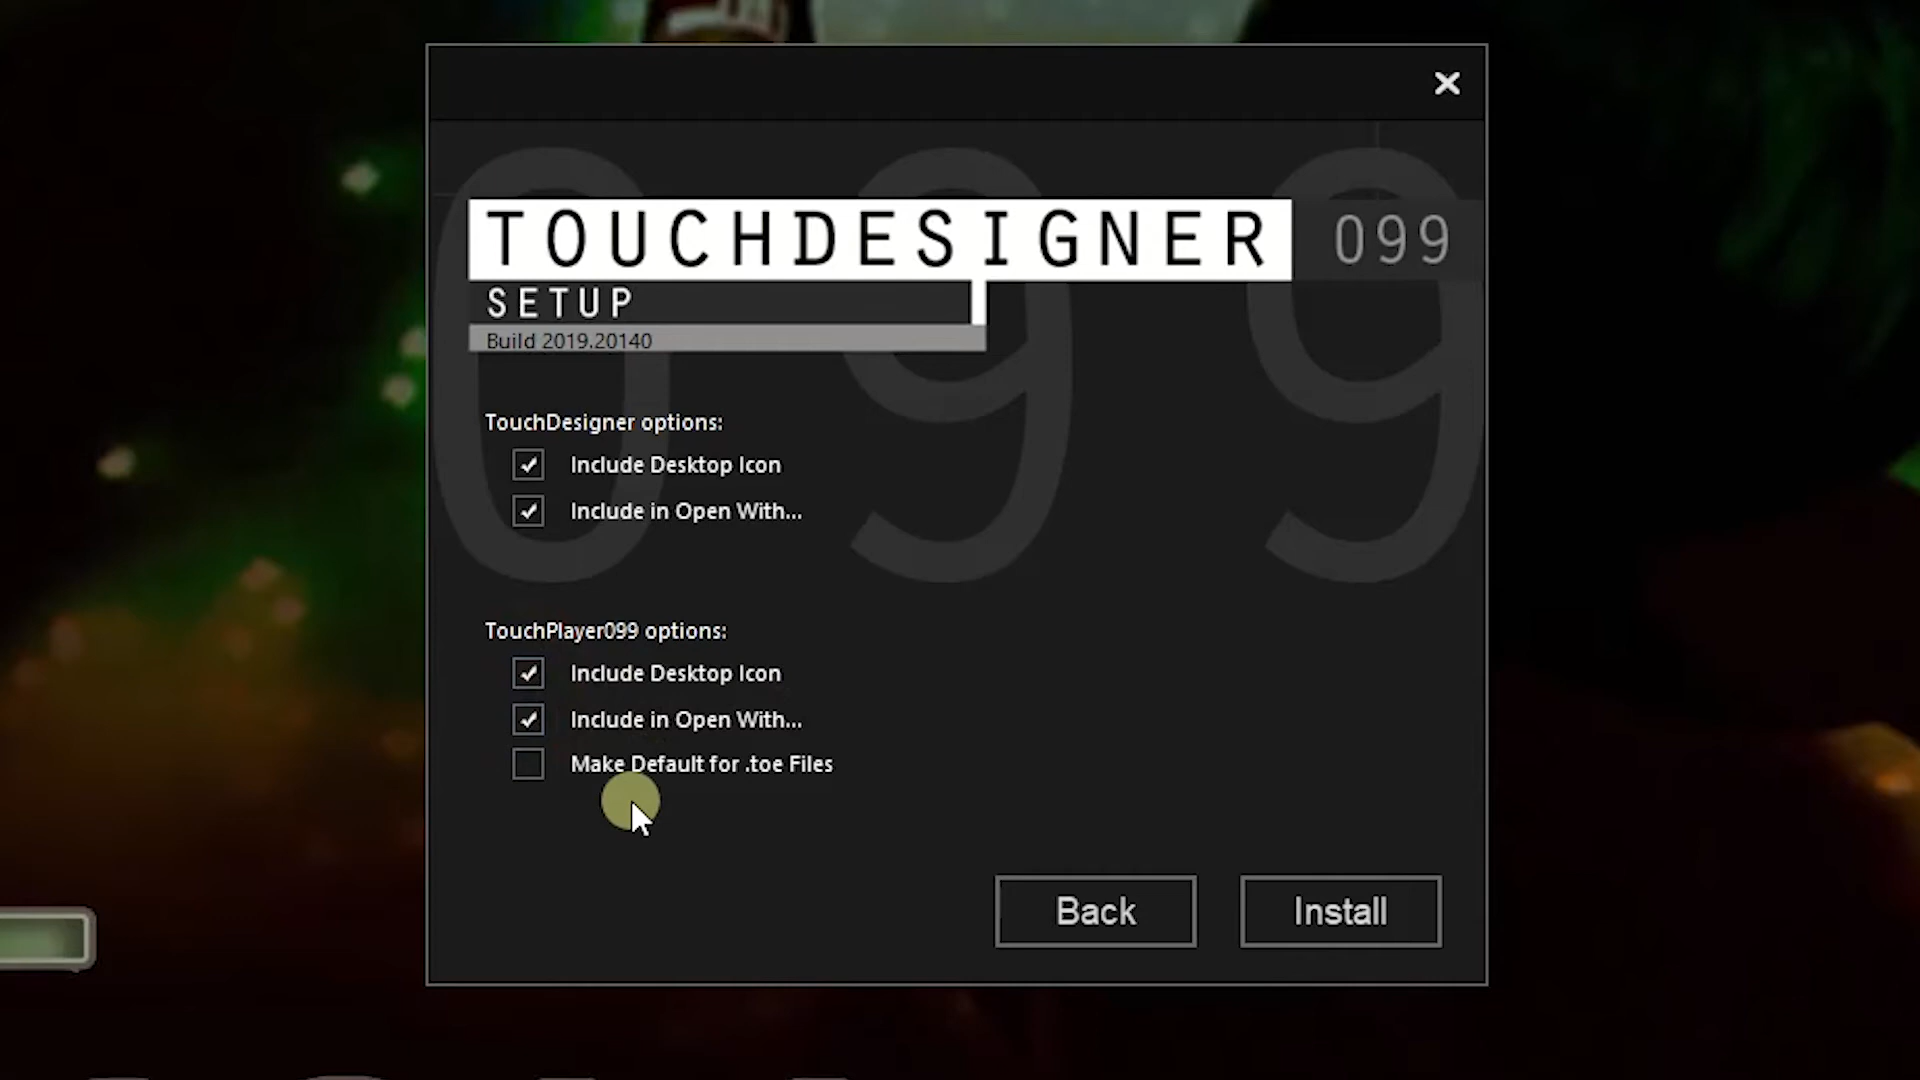 TOUCHDESIGNER 099
SETUP
Build 2019.20140
TouchDesigner options:
Include Desktop Icon
Include in Open With...
TouchPlayer099 options:
Include Desktop Icon
Include in Open With...
Make Default for .toe Files
Back Install